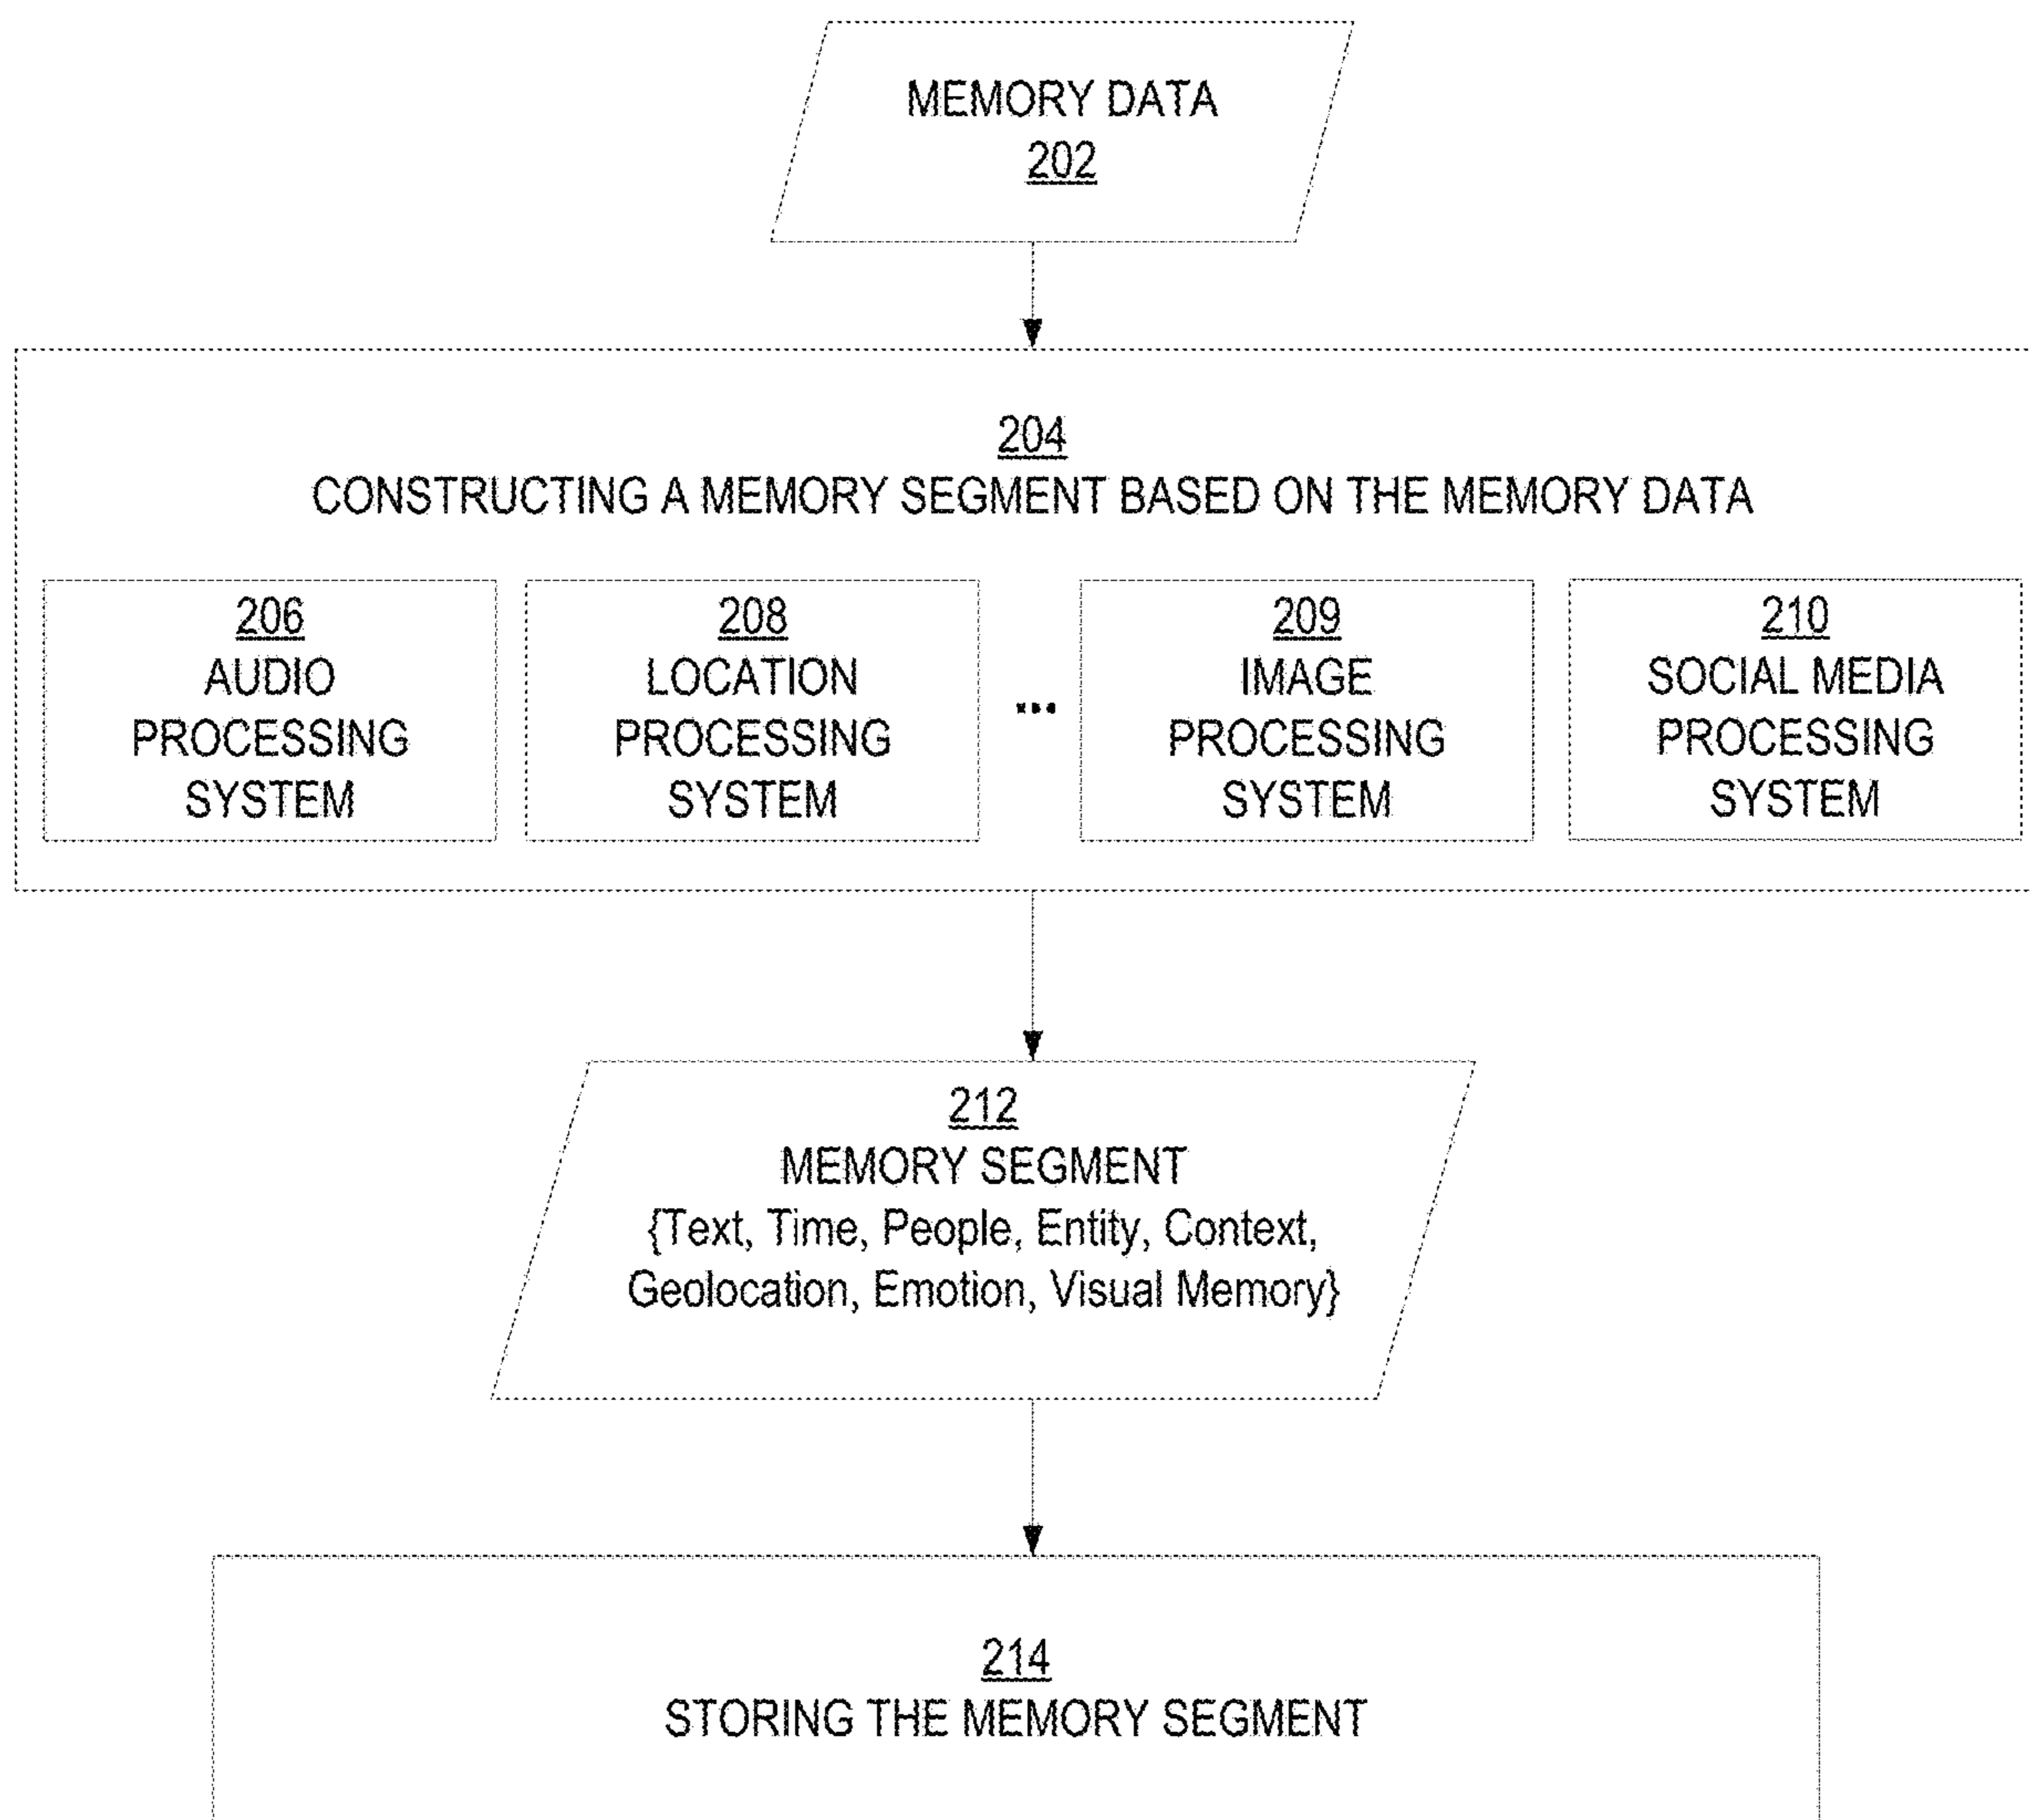 MEMORY DATA
202
204
CONSTRUCTING A MEMORY SEGMENT BASED ON THE MEMORY DATA
206
AUDIO
PROCESSING
SYSTEM
208
LOCATION
PROCESSING
SYSTEM
...
209
IMAGE
PROCESSING
SYSTEM
210
SOCIAL MEDIA
PROCESSING
SYSTEM
212
MEMORY SEGMENT
{Text, Time, People, Entity, Context,
Geolocation, Emotion, Visual Memory}
214
STORING THE MEMORY SEGMENT